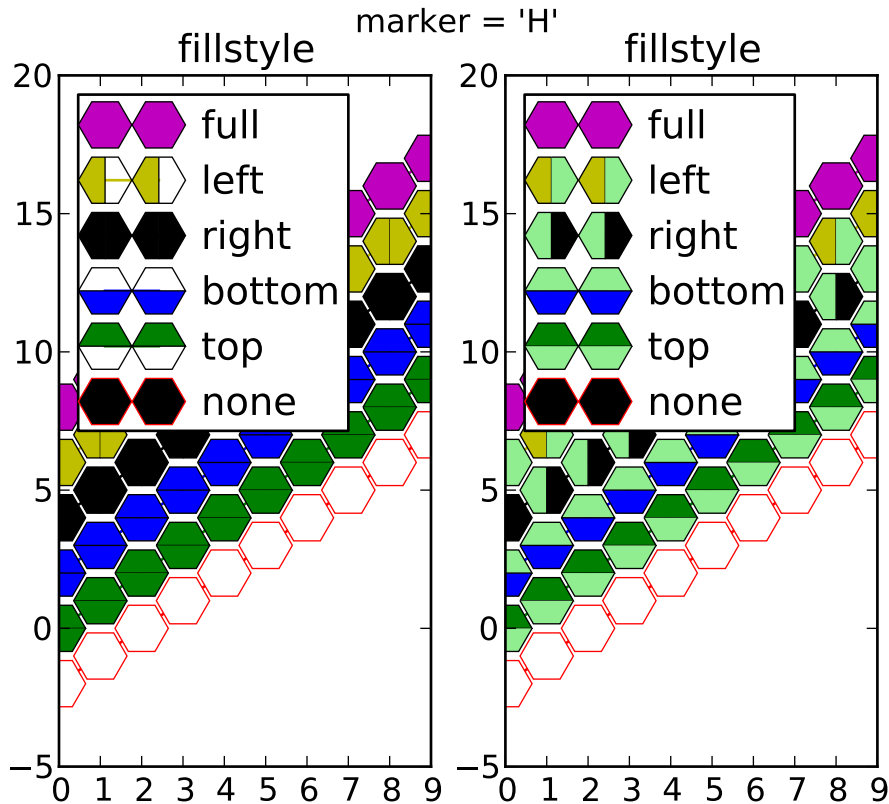 marker = 'H'
fillstyle
20
15
10
5
0
−5
0 1 2 3 4 5 6 7 8 9
full
left
right
bottom
top
none
fillstyle
20
15
10
5
0
−5
0 1 2 3 4 5 6 7 8 9
full
left
right
bottom
top
none